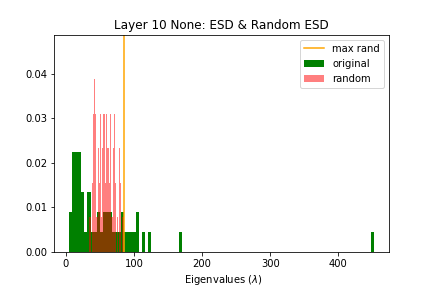 Layer 10 None: ESD & Random ESD
max rand
original
random
0.04
0.03
0.02
0.01
0.00
0 100 200 300 400
Eigenvalues (λ)